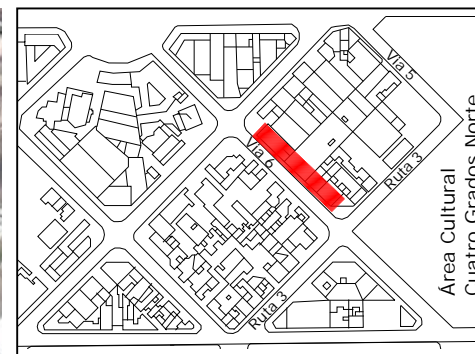 Vía 5
Vía 6
Ruta 3
Ruta 3
Área Cultural
Cuatro Grados Norte